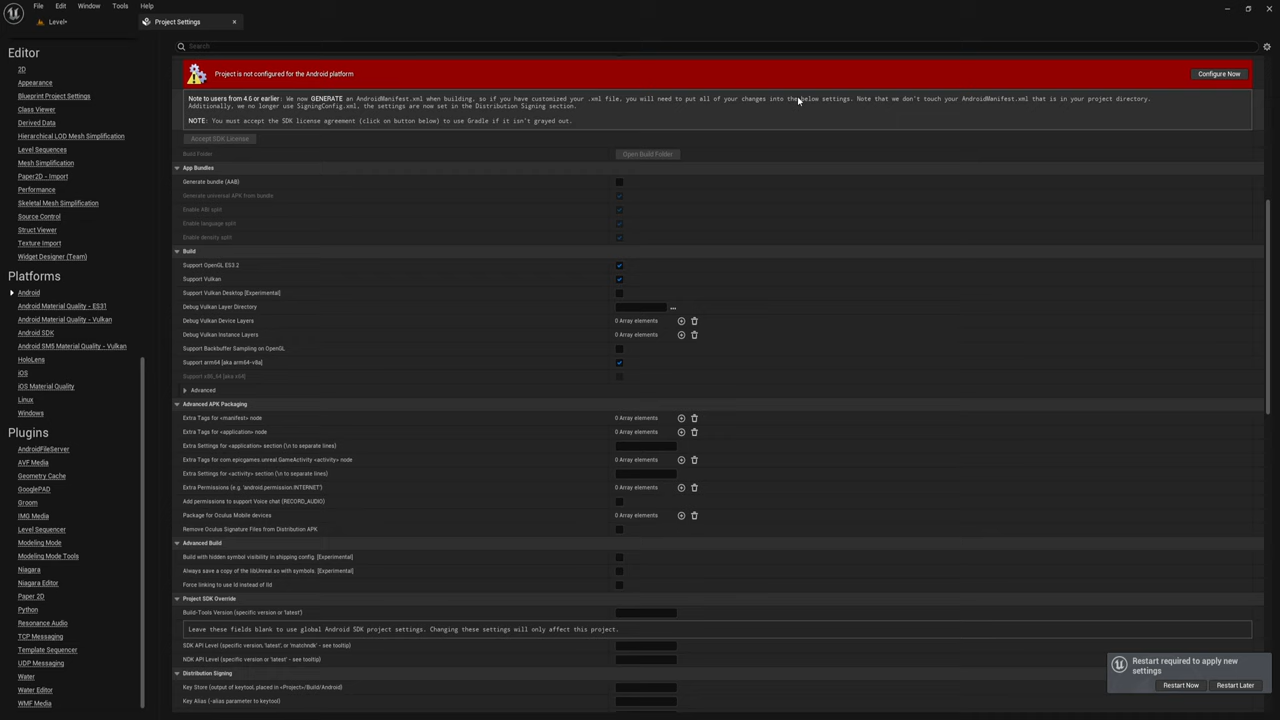 File Edit Window Tools Help
Level*
Project Settings
Search
Editor
2D
Appearance
Blueprint Project Settings
Class Viewer
Derived Data
Hierarchical LOD Mesh Simplification
Level Sequences
Mesh Simplification
Paper2D - Import
Performance
Skeletal Mesh Simplification
Source Control
Struct Viewer
Texture Import
Widget Designer (Team)
Platforms
Android
Android Material Quality - ES31
Android Material Quality - Vulkan
Android SDK
Android SM5 Material Quality - Vulkan
HoloLens
iOS
iOS Material Quality
Linux
Windows
Plugins
AndroidFileServer
AVF Media
Geometry Cache
GooglePAD
Groom
IMG Media
Level Sequencer
Modeling Mode
Modeling Mode Tools
Niagara
Niagara Editor
Paper 2D
Python
Resonance Audio
TCP Messaging
Template Sequencer
UDP Messaging
Water
Water Editor
WMF Media
Project is not configured for the Android platform
Configure Now
Note to users from 4.6 or earlier: We now GENERATE an AndroidManifest.xml when building, so if you have customized your .xml file, you will need to put all of your changes into the below settings. Note that we don't touch your AndroidManifest.xml that is in your project directory.
Additionally, we no longer use SigningConfig.xml, the settings are now set in the Distribution Signing section.
NOTE: You must accept the SDK license agreement (click on button below) to use Gradle if it isn't grayed out.
Accept SDK License
Build Folder
Open Build Folder
App Bundles
Generate bundle (AAB)
Generate universal APK from bundle
Enable ABI split
Enable language split
Enable density split
Build
Support OpenGL ES3.2
Support Vulkan
Support Vulkan Desktop [Experimental]
Debug Vulkan Layer Directory
...
Debug Vulkan Device Layers
0 Array elements
Debug Vulkan Instance Layers
0 Array elements
Support Backbuffer Sampling on OpenGL
Support arm64 [aka arm64-v8a]
Support x86_64 [aka x64]
Advanced
Advanced APK Packaging
Extra Tags for <manifest> node
0 Array elements
Extra Tags for <application> node
0 Array elements
Extra Settings for <application> section (\n to separate lines)
Extra Tags for com.epicgames.unreal.GameActivity <activity> node
0 Array elements
Extra Settings for <activity> section (\n to separate lines)
Extra Permissions (e.g. 'android.permission.INTERNET')
0 Array elements
Add permissions to support Voice chat (RECORD_AUDIO)
Package for Oculus Mobile devices
0 Array elements
Remove Oculus Signature Files from Distribution APK
Advanced Build
Build with hidden symbol visibility in shipping config. [Experimental]
Always save a copy of the libUnreal.so with symbols. [Experimental]
Force linking to use ld instead of lld
Project SDK Override
Build-Tools Version (specific version or 'latest')
Leave these fields blank to use global Android SDK project settings. Changing these settings will only affect this project.
SDK API Level (specific version, 'latest', or 'matchndk' - see tooltip)
NDK API Level (specific version or 'latest' - see tooltip)
Distribution Signing
Key Store (output of keytool, placed in <Project>/Build/Android)
Key Alias (-alias parameter to keytool)
Restart required to apply new
settings
Restart Now
Restart Later